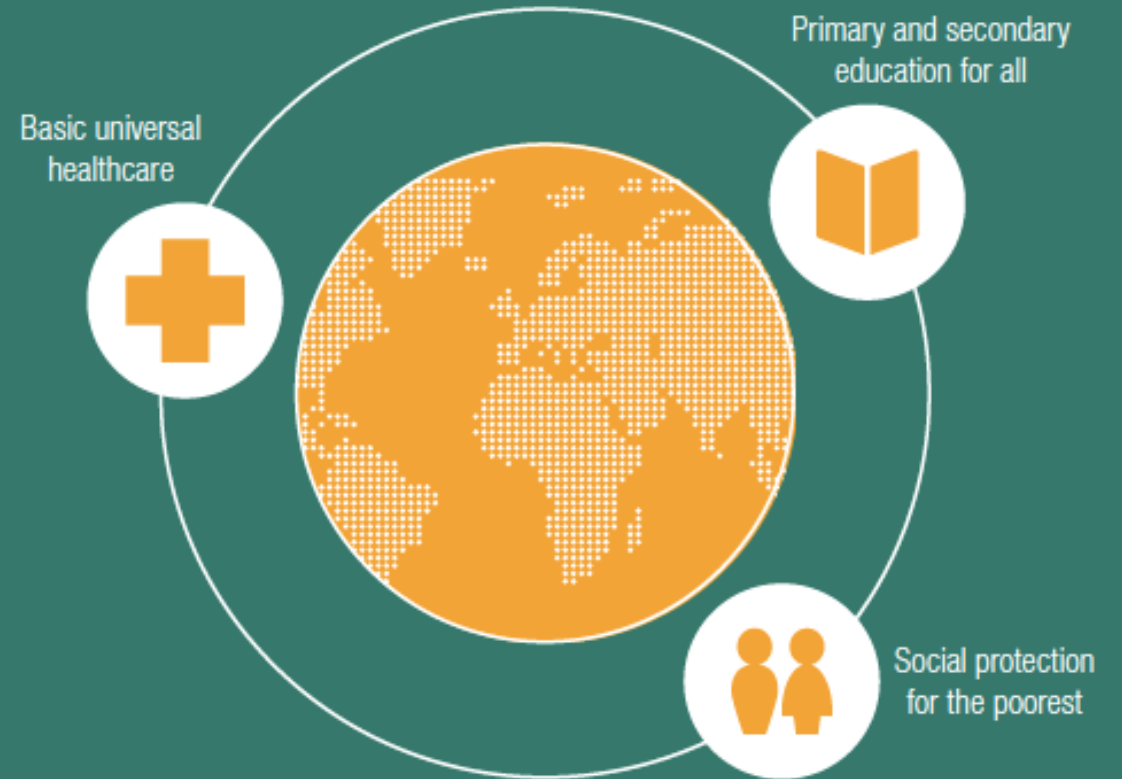 Primary and secondary
education for all
Basic universal
healthcare
Social protection
for the poorest